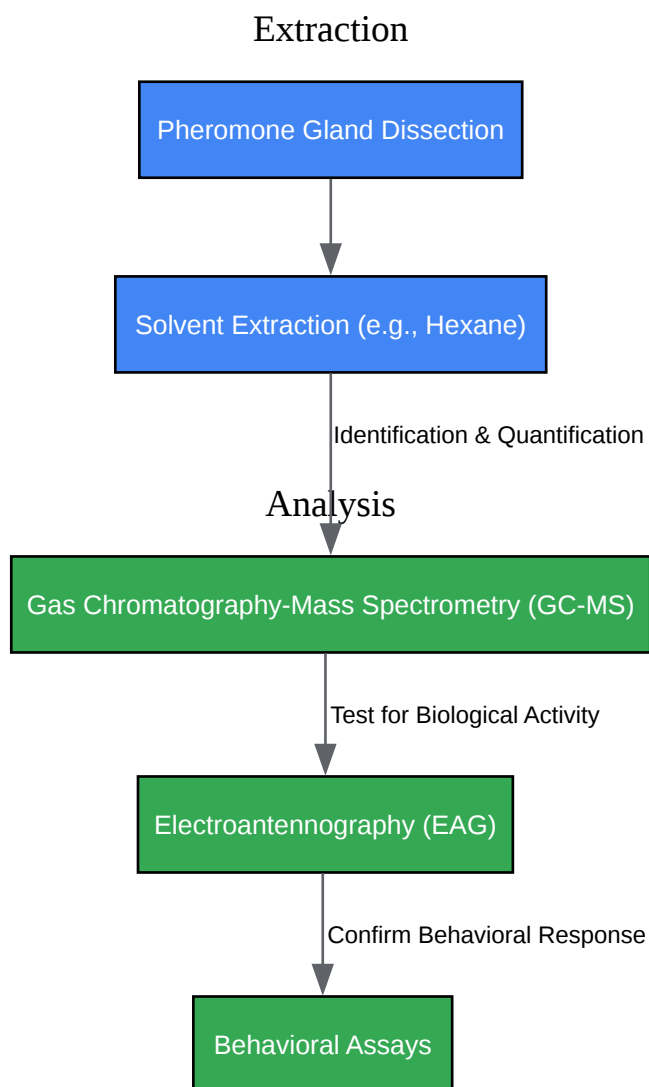 Extraction
Pheromone Gland Dissection
Solvent Extraction (e.g., Hexane)
Identification & Quantification
Analysis
Gas Chromatography-Mass Spectrometry (GC-MS)
Test for Biological Activity
Electroantennography (EAG)
Confirm Behavioral Response
Behavioral Assays